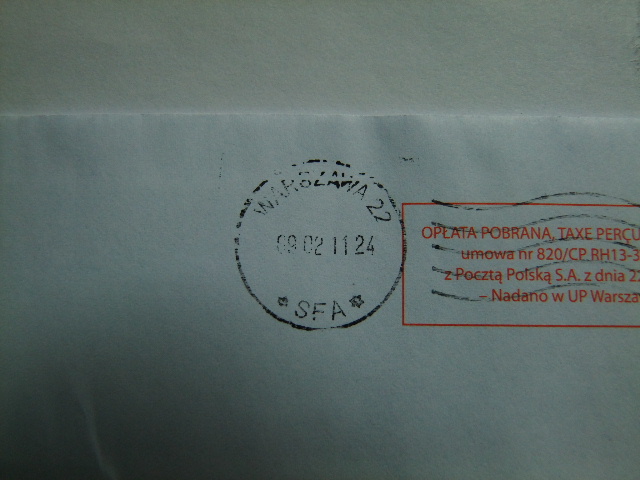 WARSZAWA 22
09 02 11 24
* SFA *
OPŁATA POBRANA, TAXE PERCU
umowa nr 820/CP RH13-3
z Pocztą Polską S.A. z dnia 22
– Nadano w UP Warsza